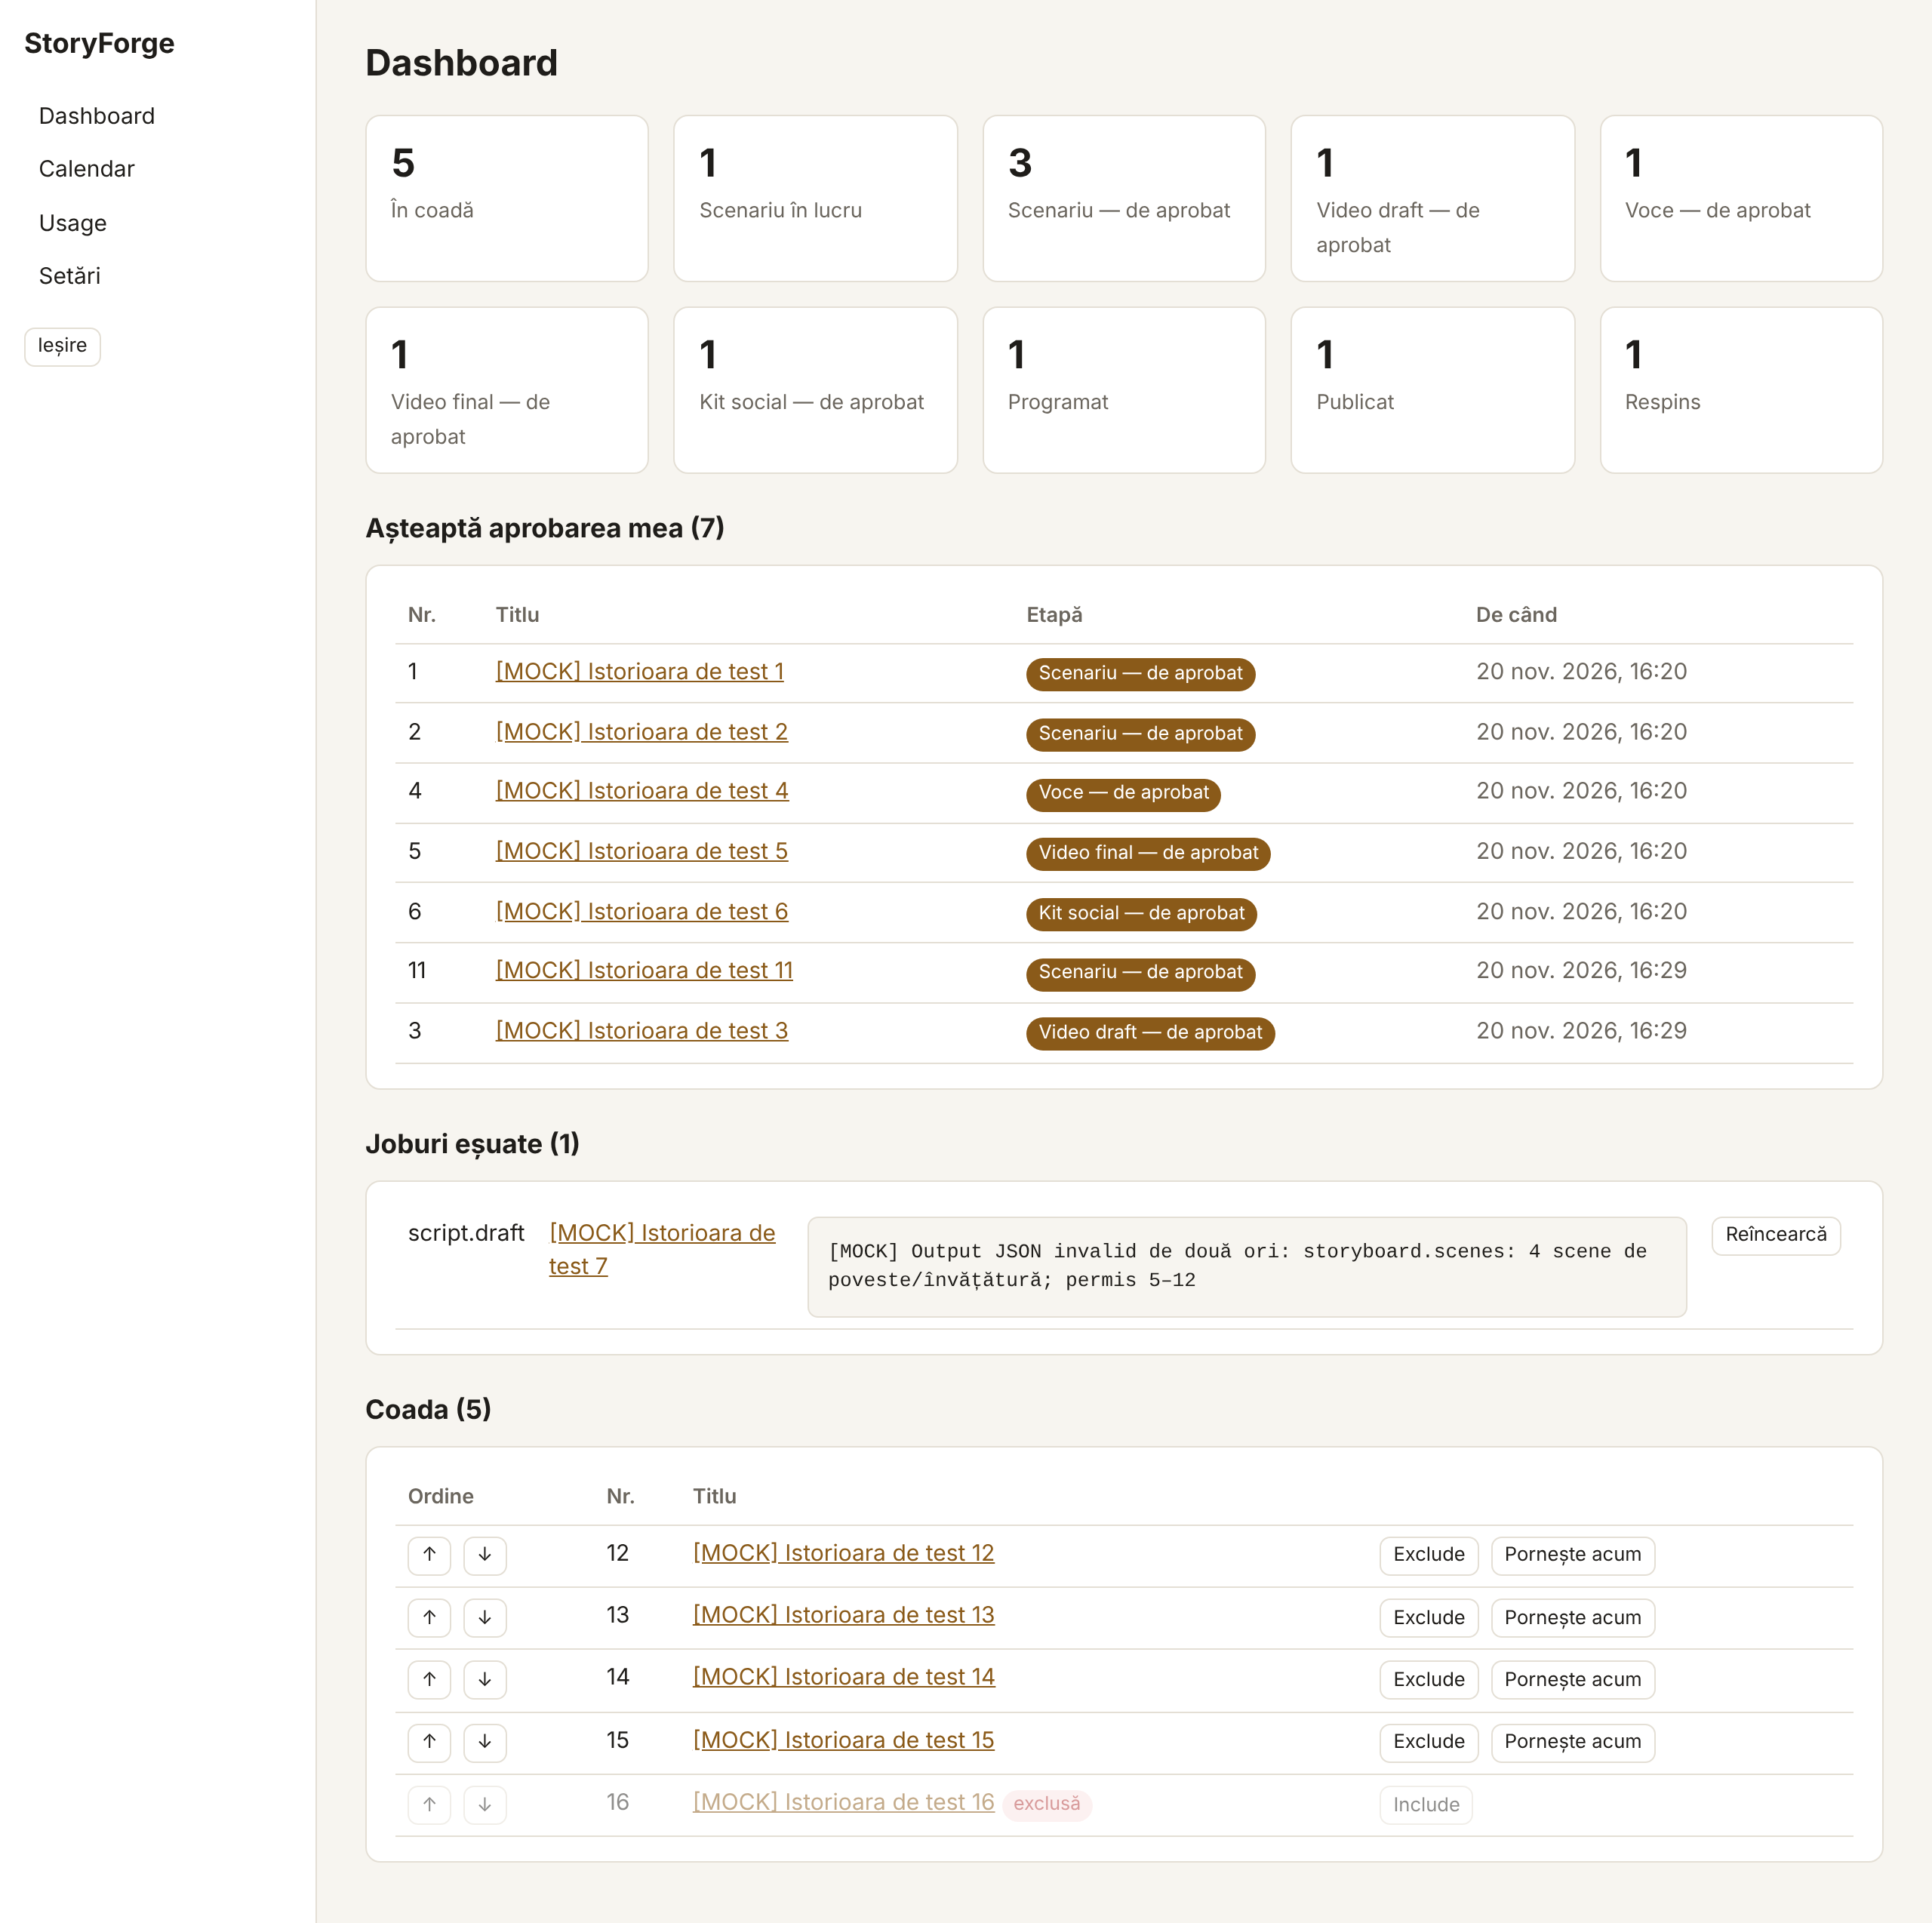 StoryForge
Dashboard
Calendar
Usage
Setări
Ieșire
Dashboard
5
În coadă
1
Scenariu în lucru
3
Scenariu — de aprobat
1
Video draft — de
aprobat
1
Voce — de aprobat
1
Video final — de
aprobat
1
Kit social — de aprobat
1
Programat
1
Publicat
1
Respins
Așteaptă aprobarea mea (7)
Nr. Titlu Etapă De când
1 [MOCK] Istorioara de test 1 Scenariu — de aprobat 20 nov. 2026, 16:20
2 [MOCK] Istorioara de test 2 Scenariu — de aprobat 20 nov. 2026, 16:20
4 [MOCK] Istorioara de test 4 Voce — de aprobat 20 nov. 2026, 16:20
5 [MOCK] Istorioara de test 5 Video final — de aprobat 20 nov. 2026, 16:20
6 [MOCK] Istorioara de test 6 Kit social — de aprobat 20 nov. 2026, 16:20
11 [MOCK] Istorioara de test 11 Scenariu — de aprobat 20 nov. 2026, 16:29
3 [MOCK] Istorioara de test 3 Video draft — de aprobat 20 nov. 2026, 16:29
Joburi eșuate (1)
script.draft
[MOCK] Istorioara de
test 7
[MOCK] Output JSON invalid de două ori: storyboard.scenes: 4 scene de
poveste/învățătură; permis 5–12
Reîncearcă
Coada (5)
Ordine Nr. Titlu
↑ ↓ 12 [MOCK] Istorioara de test 12 Exclude Pornește acum
↑ ↓ 13 [MOCK] Istorioara de test 13 Exclude Pornește acum
↑ ↓ 14 [MOCK] Istorioara de test 14 Exclude Pornește acum
↑ ↓ 15 [MOCK] Istorioara de test 15 Exclude Pornește acum
↑ ↓ 16 [MOCK] Istorioara de test 16 exclusă Include